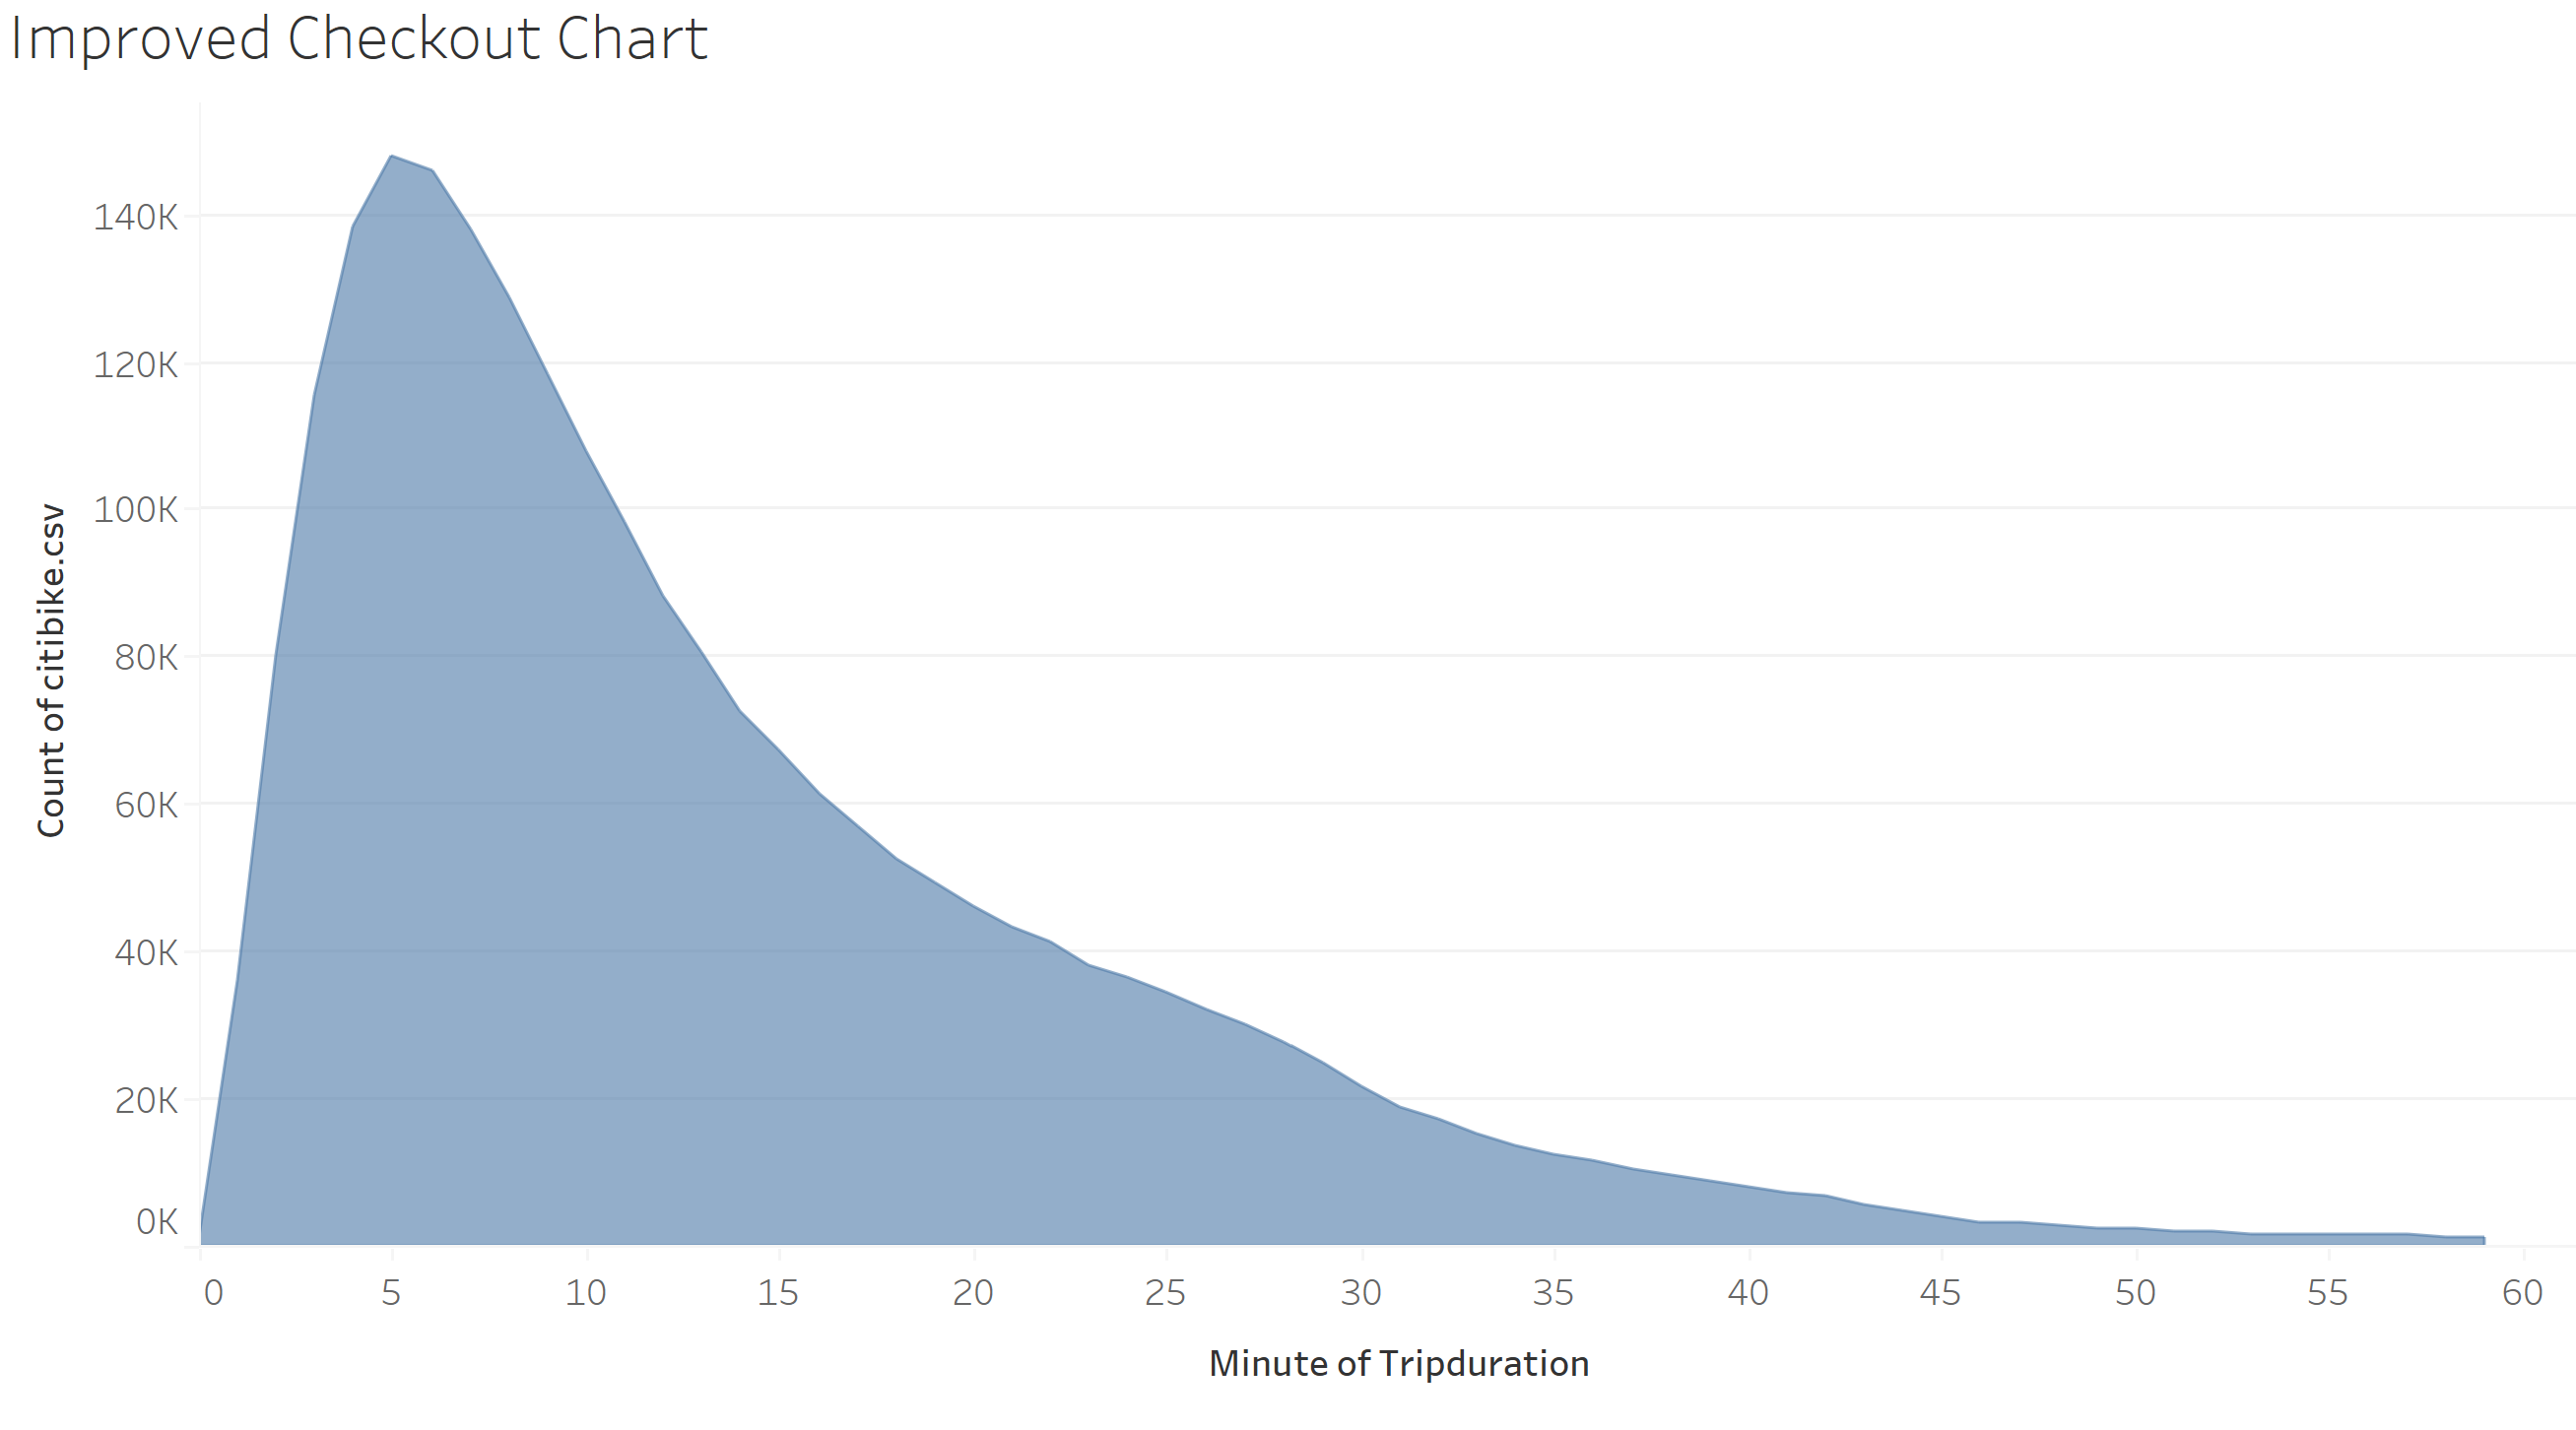 Improved Checkout Chart
140K
120K
100K
80K
60K
40K
20K
0K
Count of citibike.csv
0 5 10 15 20 25 30 35 40 45 50 55 60
Minute of Tripduration